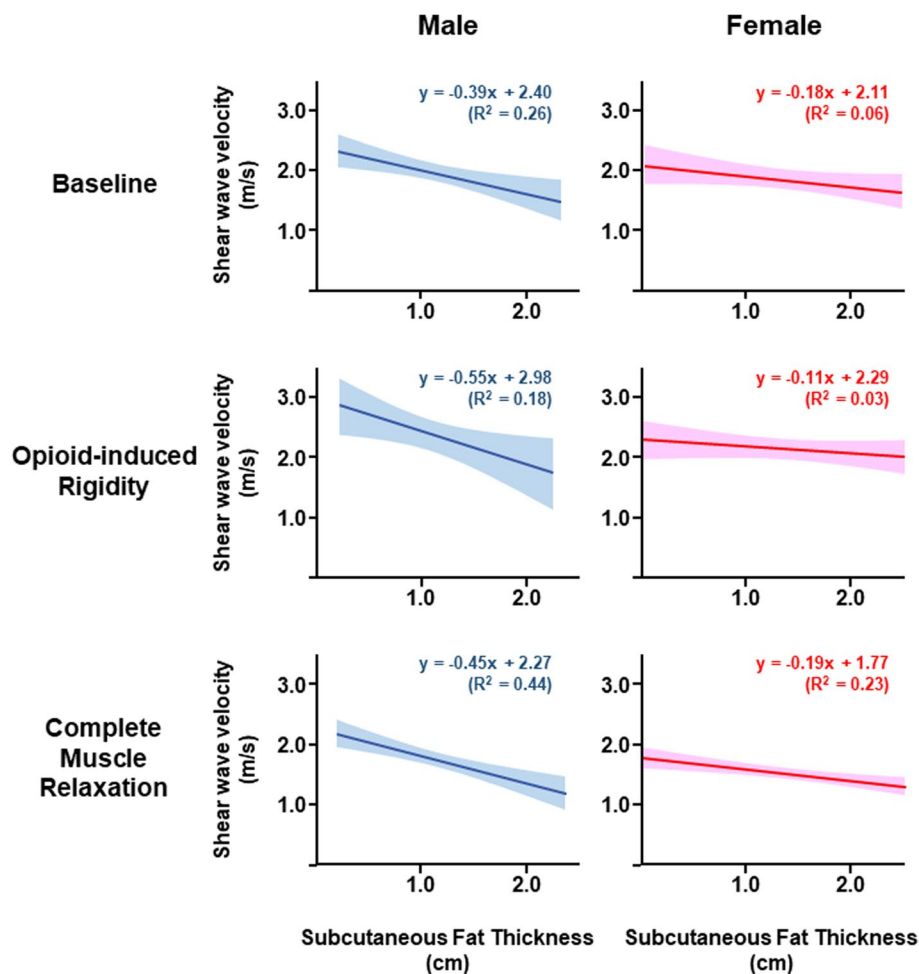 Male
Female
Baseline
Shear wave velocity
(m/s)
3.0
2.0
1.0
y = -0.39x + 2.40
(R² = 0.26)
1.0
2.0
3.0
2.0
1.0
y = -0.18x + 2.11
(R² = 0.06)
1.0
2.0
Opioid-induced
Rigidity
Shear wave velocity
(m/s)
3.0
2.0
1.0
y = -0.55x + 2.98
(R² = 0.18)
1.0
2.0
3.0
2.0
1.0
y = -0.11x + 2.29
(R² = 0.03)
1.0
2.0
Complete
Muscle
Relaxation
Shear wave velocity
(m/s)
3.0
2.0
1.0
y = -0.45x + 2.27
(R² = 0.44)
1.0
2.0
3.0
2.0
1.0
y = -0.19x + 1.77
(R² = 0.23)
1.0
2.0
Subcutaneous Fat Thickness
(cm)
Subcutaneous Fat Thickness
(cm)